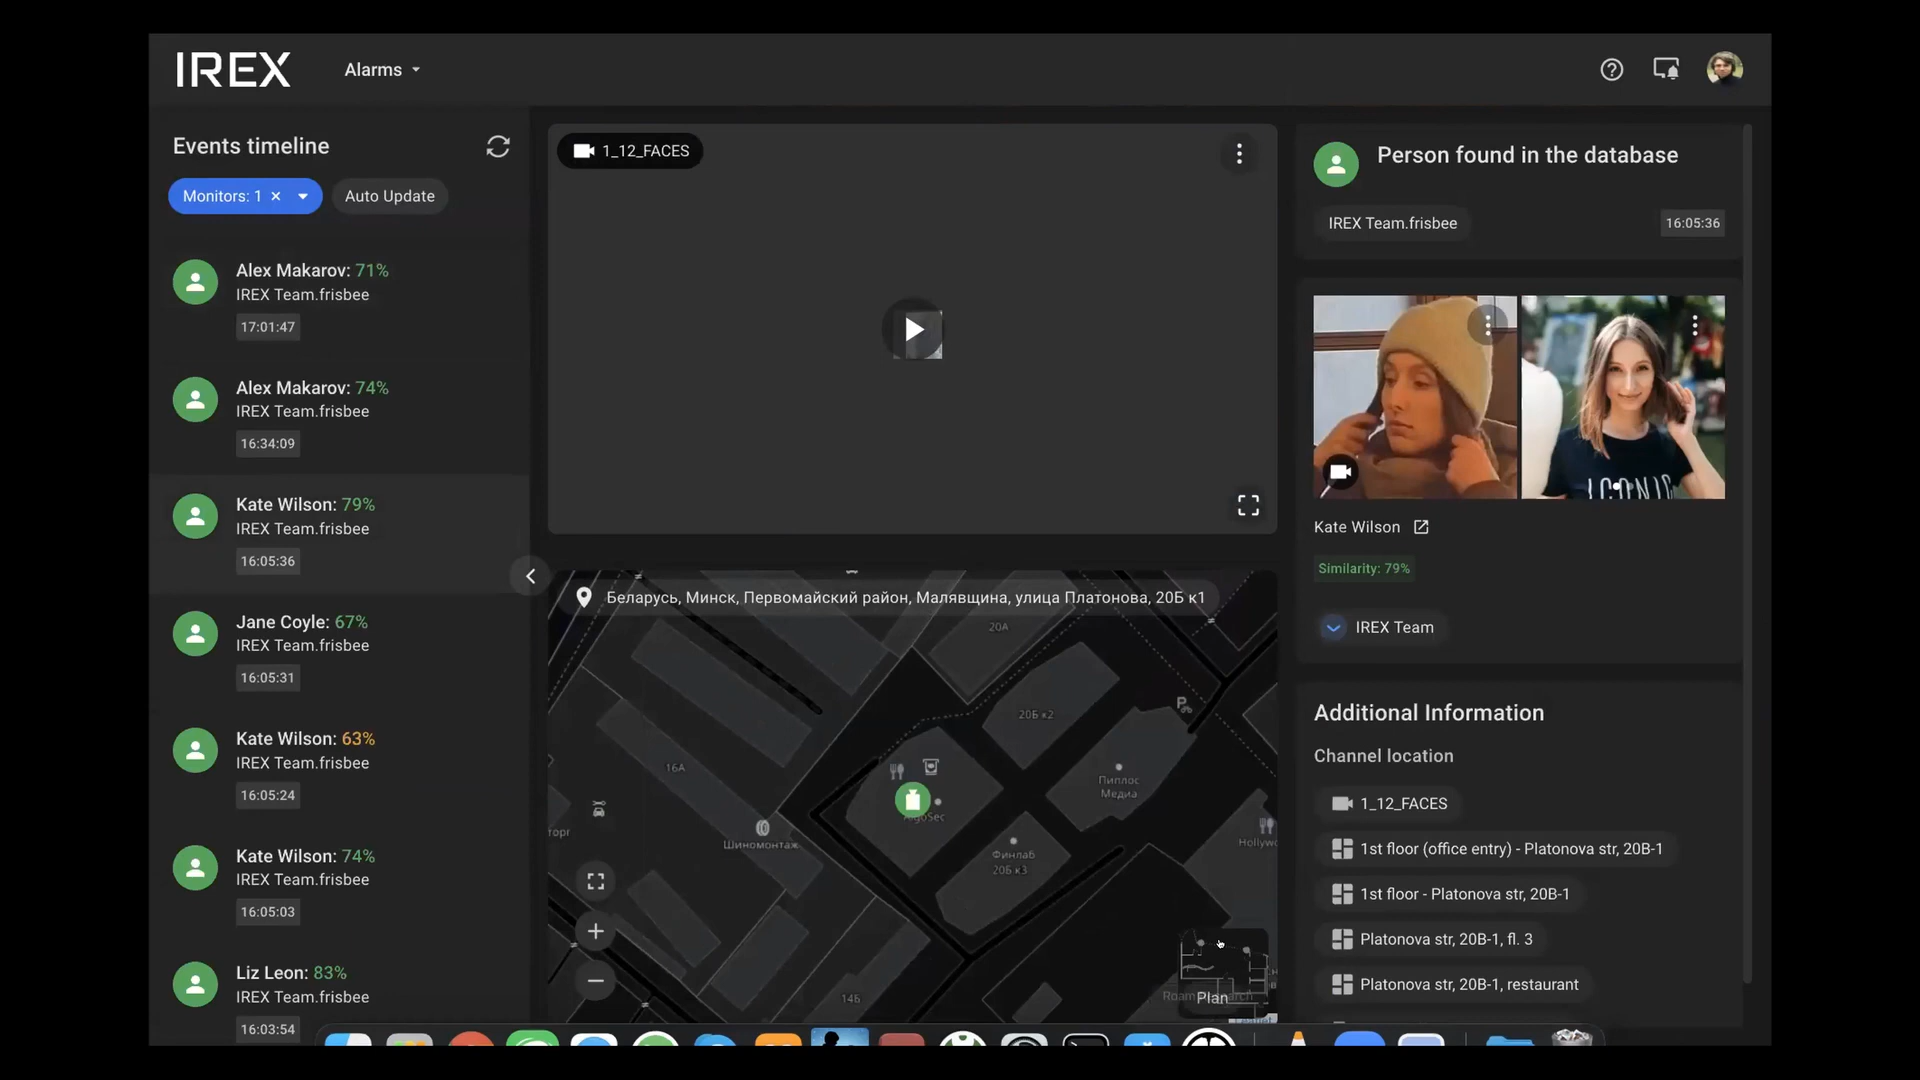 IREX
Alarms
Events timeline
Monitors: 1
Auto Update
Alex Makarov: 71%
IREX Team.frisbee
17:01:47
Alex Makarov: 74%
IREX Team.frisbee
16:34:09
Kate Wilson: 79%
IREX Team.frisbee
16:05:36
Jane Coyle: 67%
IREX Team.frisbee
16:05:31
Kate Wilson: 63%
IREX Team.frisbee
16:05:24
Kate Wilson: 74%
IREX Team.frisbee
16:05:03
Liz Leon: 83%
IREX Team.frisbee
16:03:54
1_12_FACES
Беларусь, Минск, Первомайский район, Малявщина, улица Платонова, 20Б к1
20А
20Б к2
16А
Пиплос
Медиа
Шиномонтаж
Финлаб
20Б к3
14Б
Plan
Person found in the database
IREX Team.frisbee
16:05:36
ICONIC
Kate Wilson
Similarity: 79%
IREX Team
Additional Information
Channel location
1_12_FACES
1st floor (office entry) - Platonova str, 20B-1
1st floor - Platonova str, 20B-1
Platonova str, 20B-1, fl. 3
Platonova str, 20B-1, restaurant